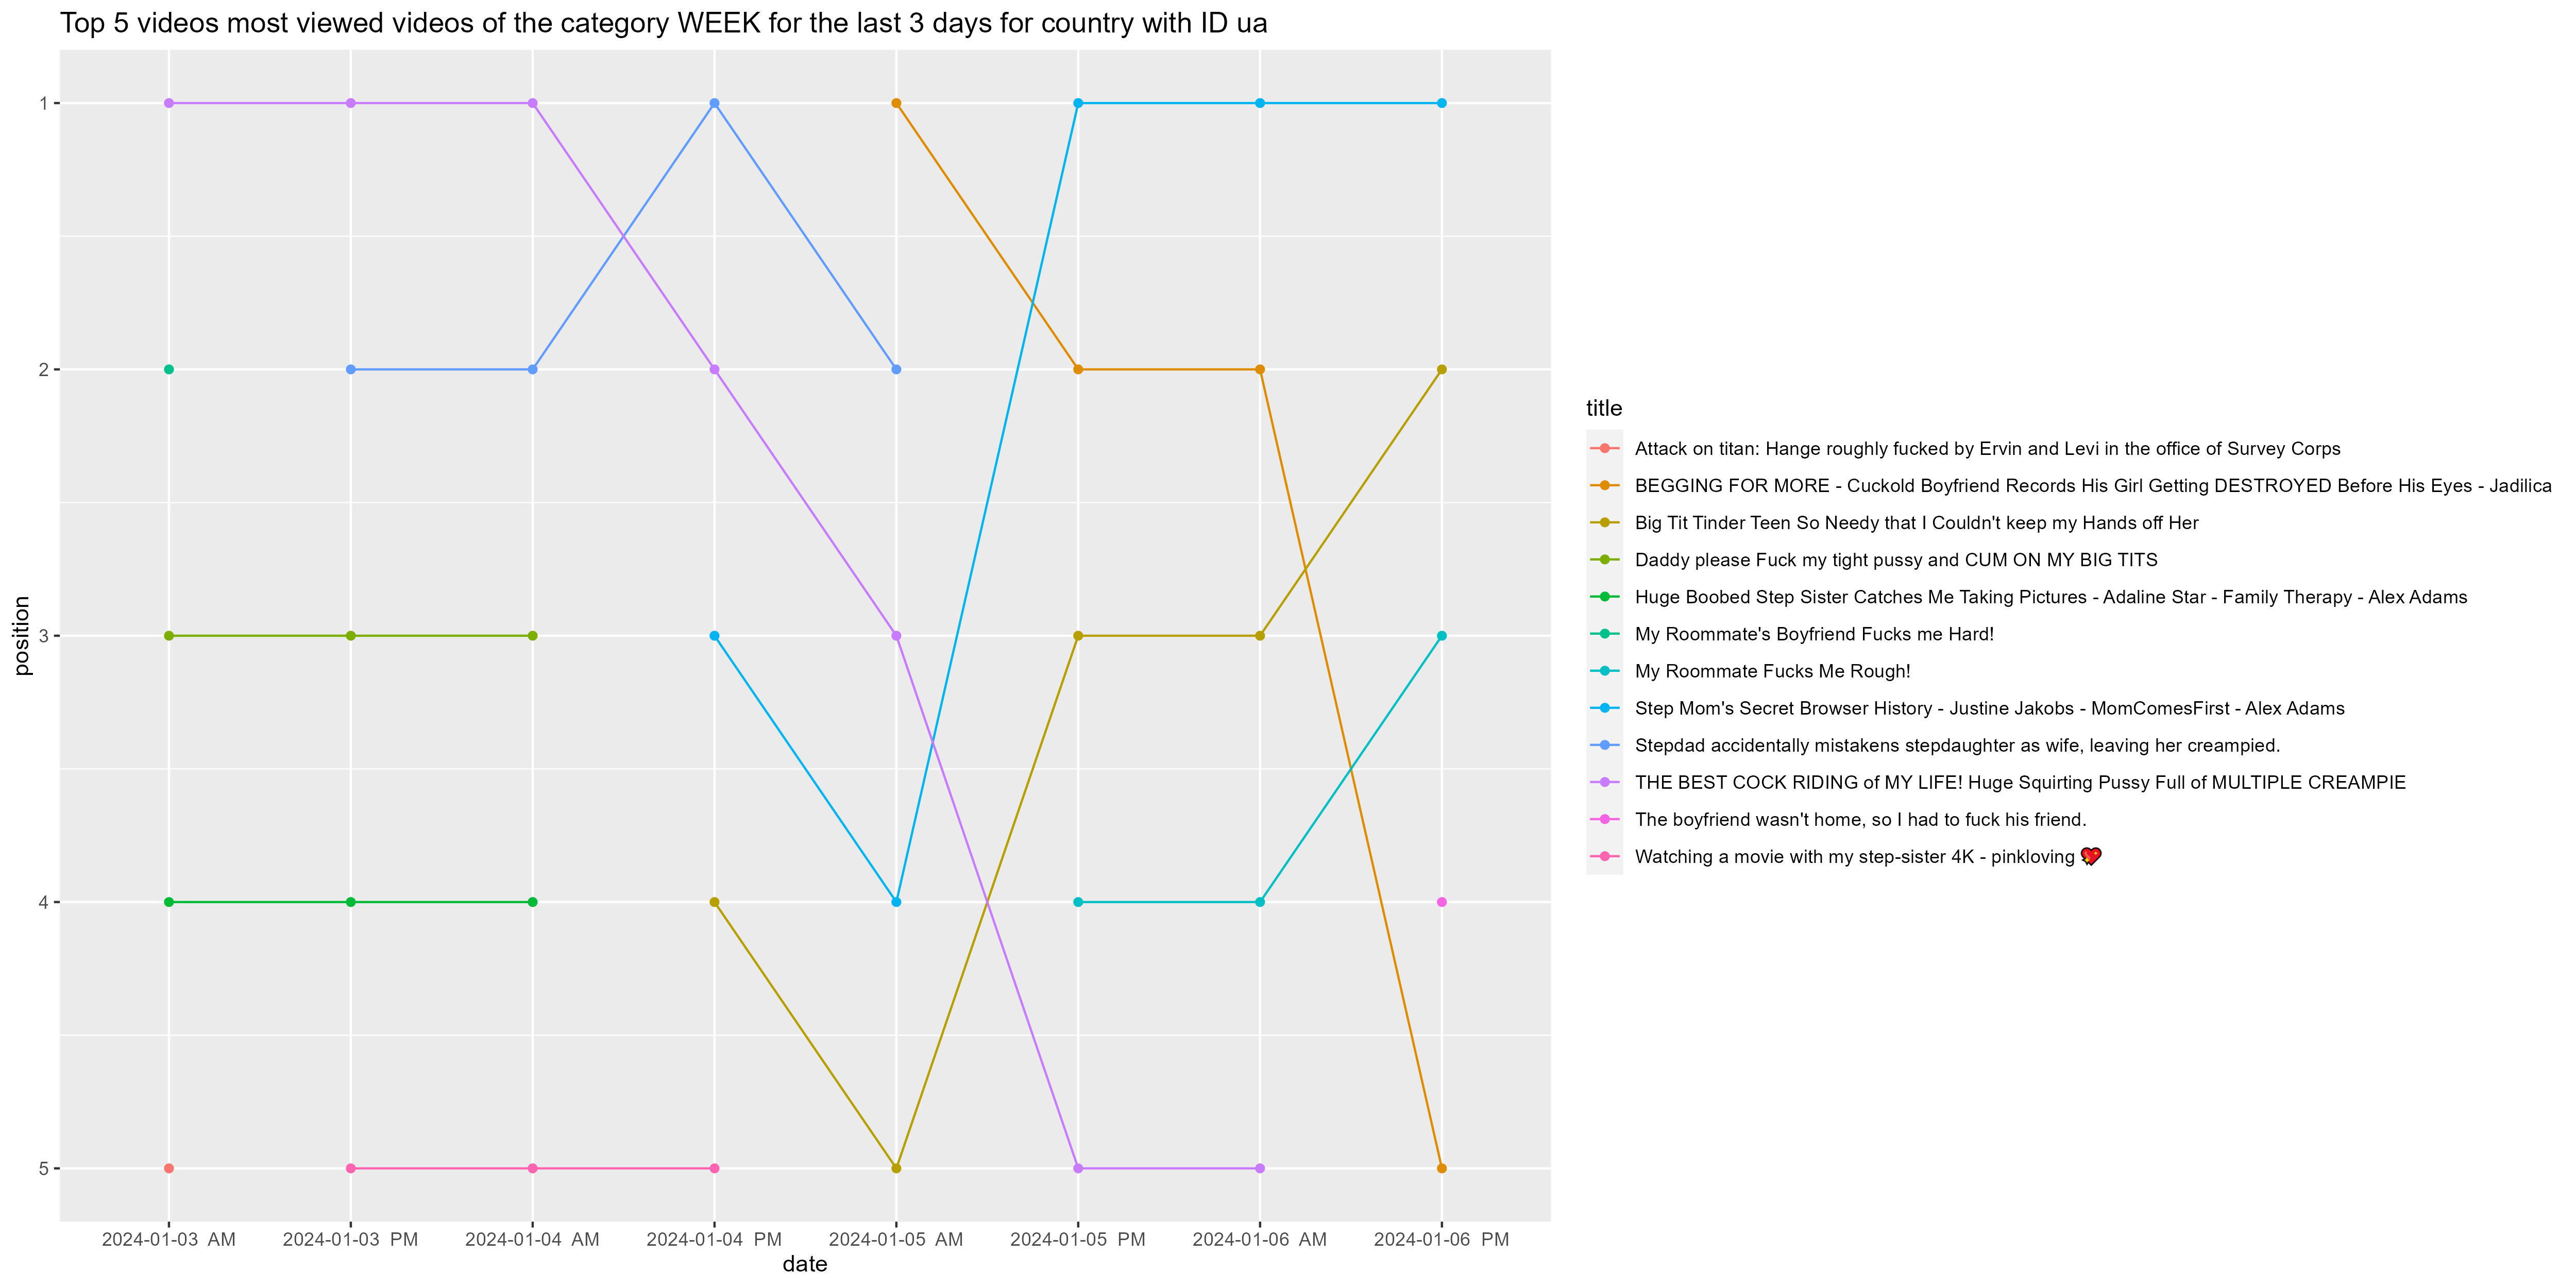 Top 5 videos most viewed videos of the category WEEK for the last 3 days for country with ID ua
position
1
2
3
4
5
2024-01-03 AM
2024-01-03 PM
2024-01-04 AM
2024-01-04 PM
2024-01-05 AM
2024-01-05 PM
2024-01-06 AM
2024-01-06 PM
date
title
Attack on titan: Hange roughly fucked by Ervin and Levi in the office of Survey Corps
BEGGING FOR MORE - Cuckold Boyfriend Records His Girl Getting DESTROYED Before His Eyes - Jadilica
Big Tit Tinder Teen So Needy that I Couldn't keep my Hands off Her
Daddy please Fuck my tight pussy and CUM ON MY BIG TITS
Huge Boobed Step Sister Catches Me Taking Pictures - Adaline Star - Family Therapy - Alex Adams
My Roommate's Boyfriend Fucks me Hard!
My Roommate Fucks Me Rough!
Step Mom's Secret Browser History - Justine Jakobs - MomComesFirst - Alex Adams
Stepdad accidentally mistakens stepdaughter as wife, leaving her creampied.
THE BEST COCK RIDING of MY LIFE! Huge Squirting Pussy Full of MULTIPLE CREAMPIE
The boyfriend wasn't home, so I had to fuck his friend.
Watching a movie with my step-sister 4K - pinkloving 💖